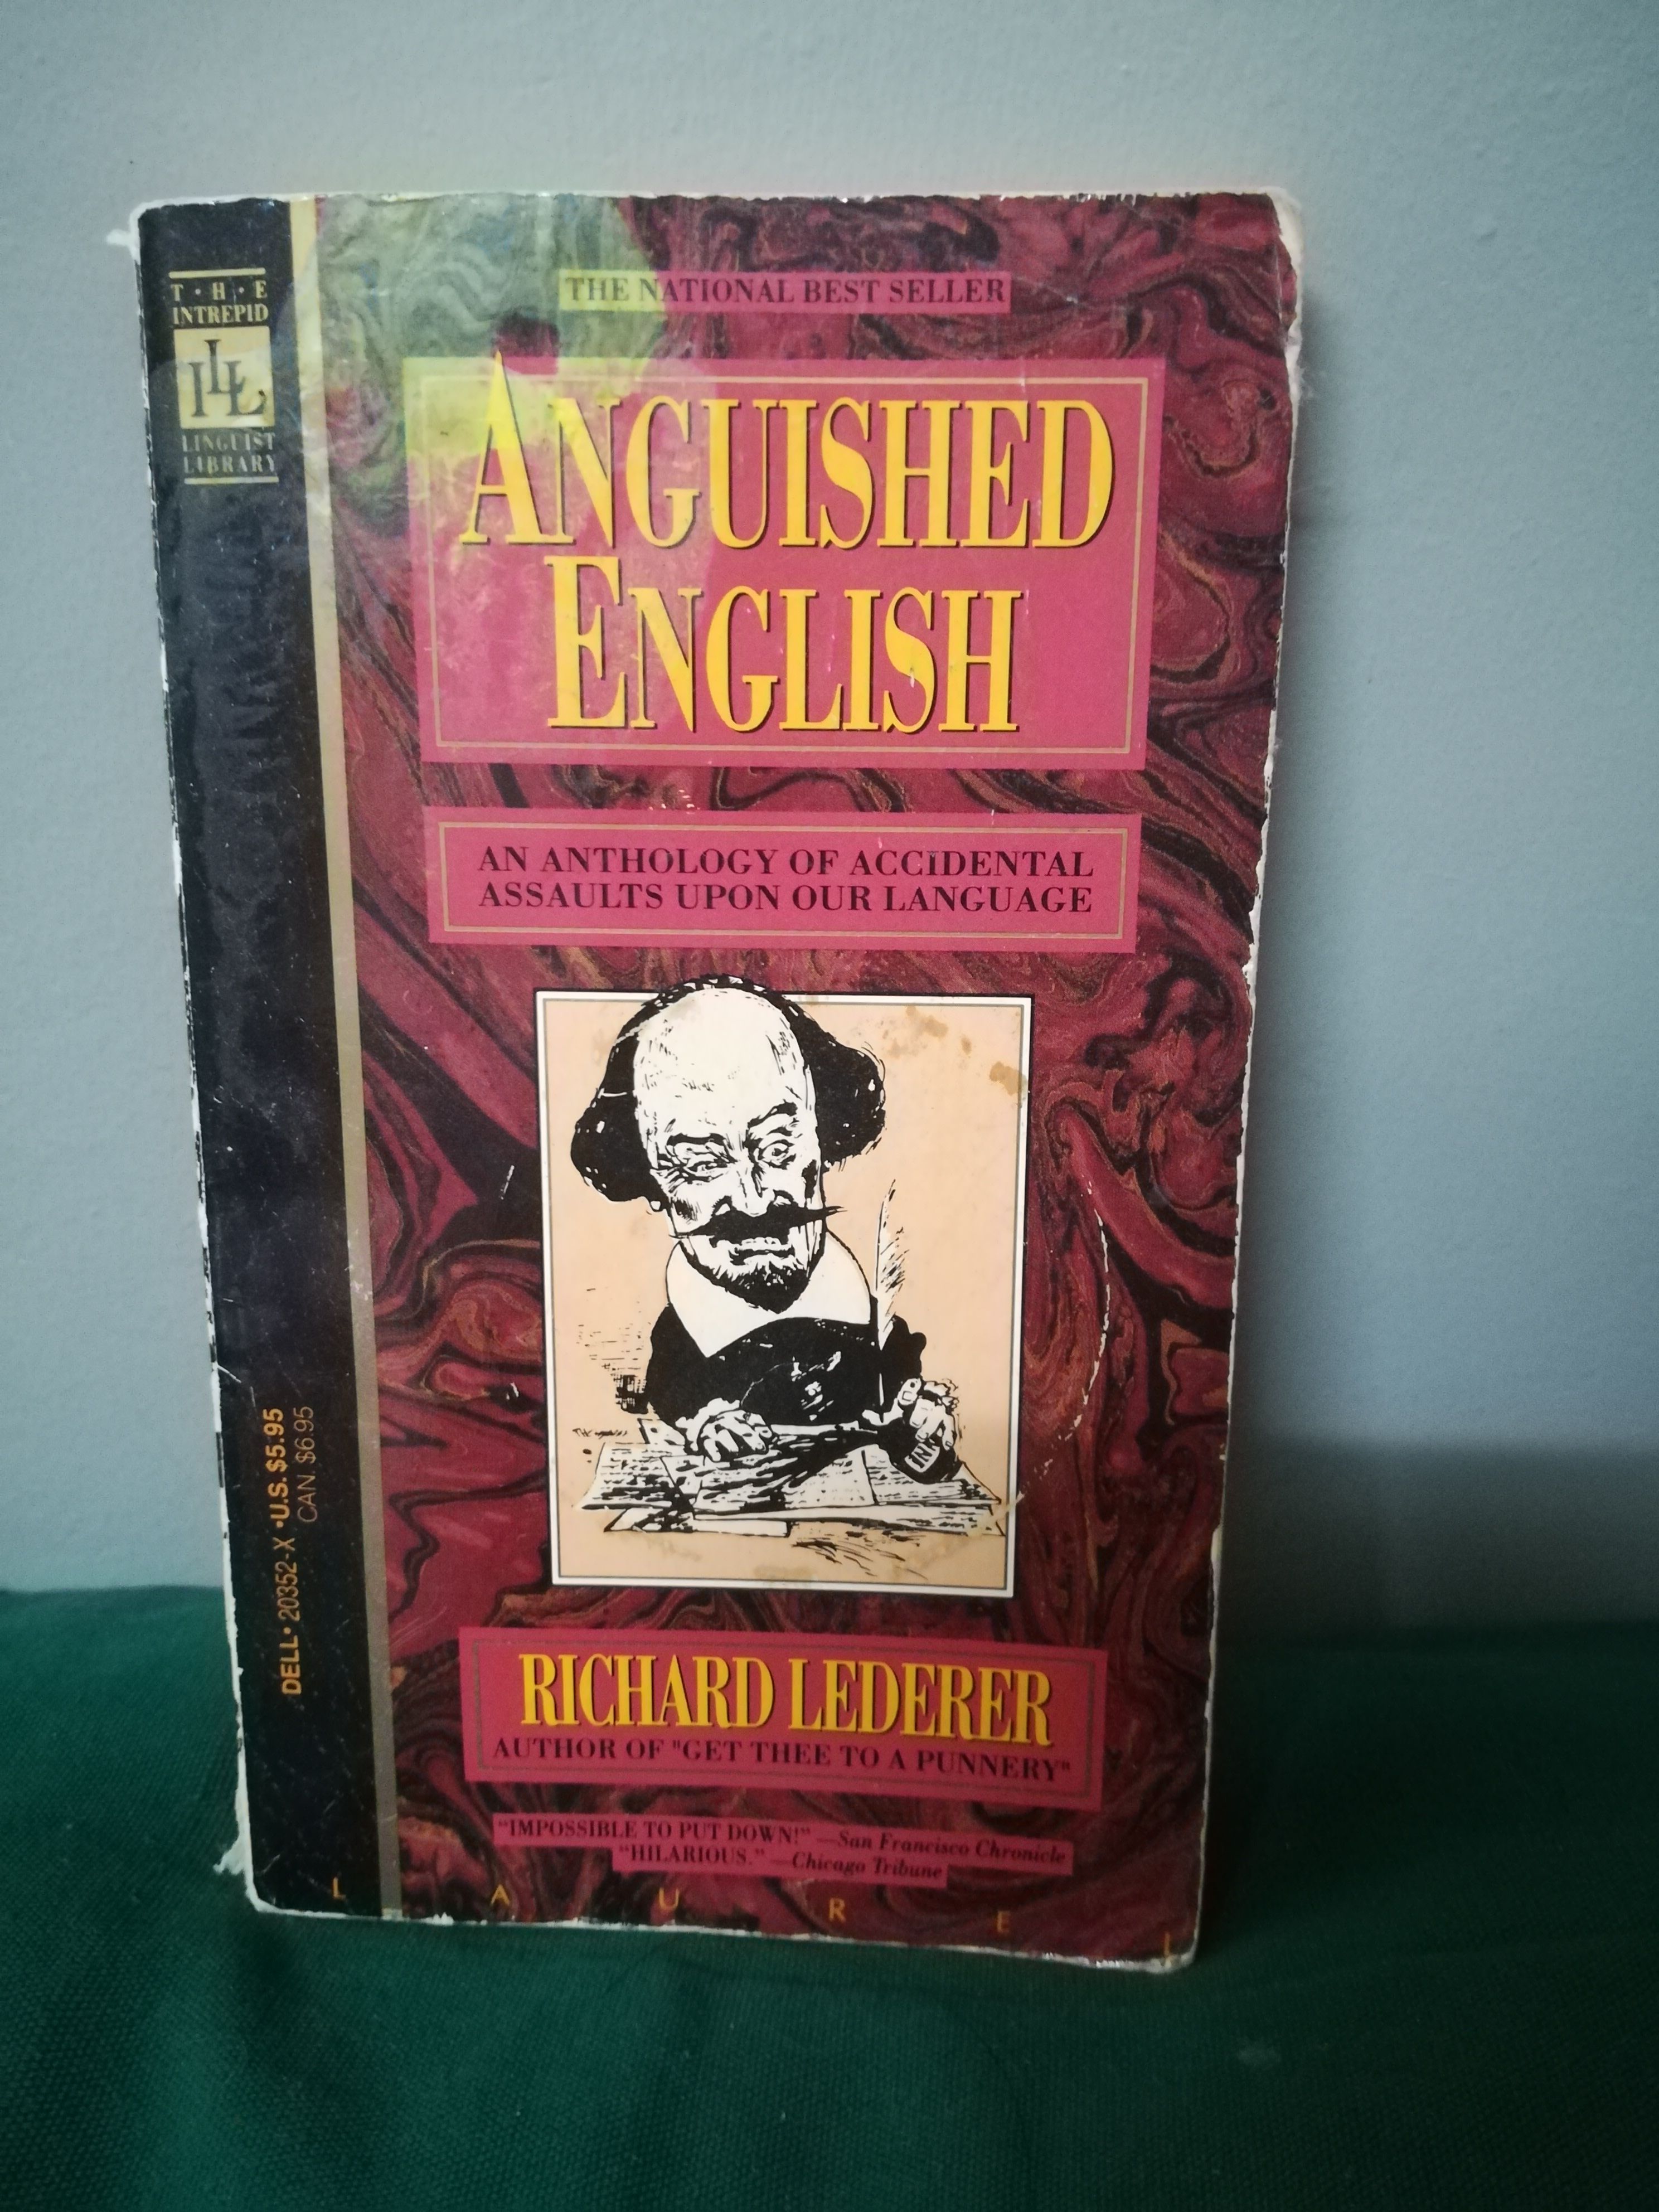 T · H · E
INTREPID
ILL
LINGUIST
LIBRARY
THE NATIONAL BEST SELLER
ANGUISHED
ENGLISH
AN ANTHOLOGY OF ACCIDENTAL
ASSAULTS UPON OUR LANGUAGE
INK
RICHARD LEDERER
AUTHOR OF "GET THEE TO A PUNNERY"
"IMPOSSIBLE TO PUT DOWN!" —San Francisco Chronicle
"HILARIOUS." —Chicago Tribune
DELL • 20352-X • U.S. $5.95
CAN. $6.95
L A U R E L